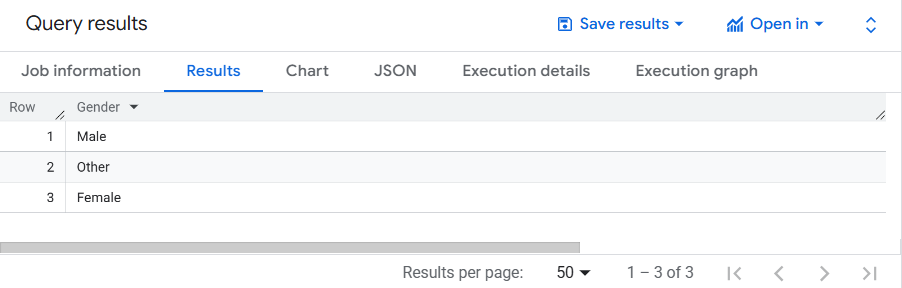 Query results
Save results
Open in
Job information
Results
Chart
JSON
Execution details
Execution graph
Row
Gender
1 Male
2 Other
3 Female
Results per page: 50 1 – 3 of 3